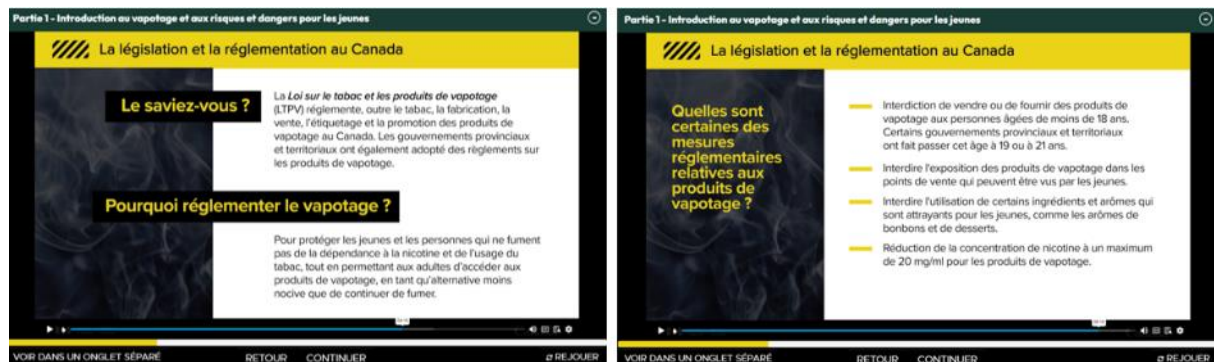 Partie 1 - Introduction au vapotage et aux risques et dangers pour les jeunes
La législation et la réglementation au Canada
Le saviez-vous ?
La Loi sur le tabac et les produits de vapotage
(LTPV) réglemente, outre le tabac, la fabrication, la
vente, l'étiquetage et la promotion des produits de
vapotage au Canada. Les gouvernements provinciaux
et territoriaux ont également adopté des règlements sur
les produits de vapotage.
Pourquoi réglementer le vapotage ?
Pour protéger les jeunes et les personnes qui ne fument
pas de la dépendance à la nicotine et de l'usage du
tabac, tout en permettant aux adultes d'accéder aux
produits de vapotage, en tant qu'alternative moins
nocive que de continuer de fumer.
VOIR DANS UN ONGLET SÉPARÉ
RETOUR
CONTINUER
REJOUER
Partie 1 - Introduction au vapotage et aux risques et dangers pour les jeunes
La législation et la réglementation au Canada
Quelles sont
certaines des
mesures
réglementaires
relatives aux
produits de
vapotage ?
Interdiction de vendre ou de fournir des produits de
vapotage aux personnes âgées de moins de 18 ans.
Certains gouvernements provinciaux et territoriaux
ont fait passer cet âge à 19 ou à 21 ans.
Interdire l'exposition des produits de vapotage dans les
points de vente qui peuvent être vus par les jeunes.
Interdire l'utilisation de certains ingrédients et arômes qui
sont attrayants pour les jeunes, comme les arômes de
bonbons et de desserts.
Réduction de la concentration de nicotine à un maximum
de 20 mg/ml pour les produits de vapotage.
VOIR DANS UN ONGLET SÉPARÉ
RETOUR
CONTINUER
REJOUER